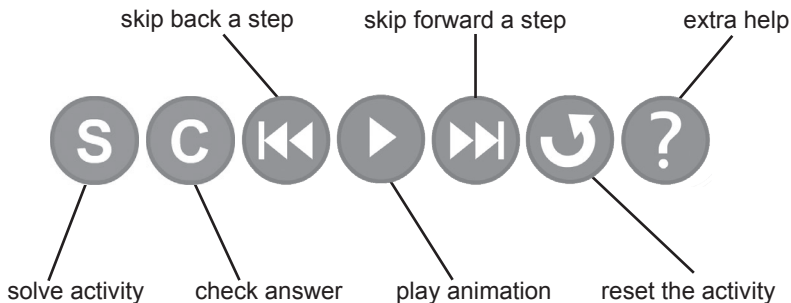 skip back a step
skip forward a step
extra help
S
C
?
solve activity
check answer
play animation
reset the activity